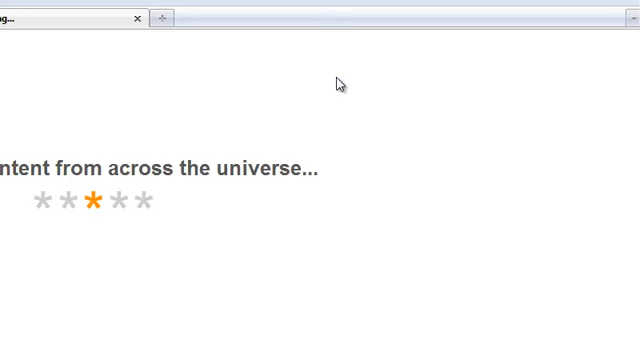 g...
ntent from across the universe...
* * * * *